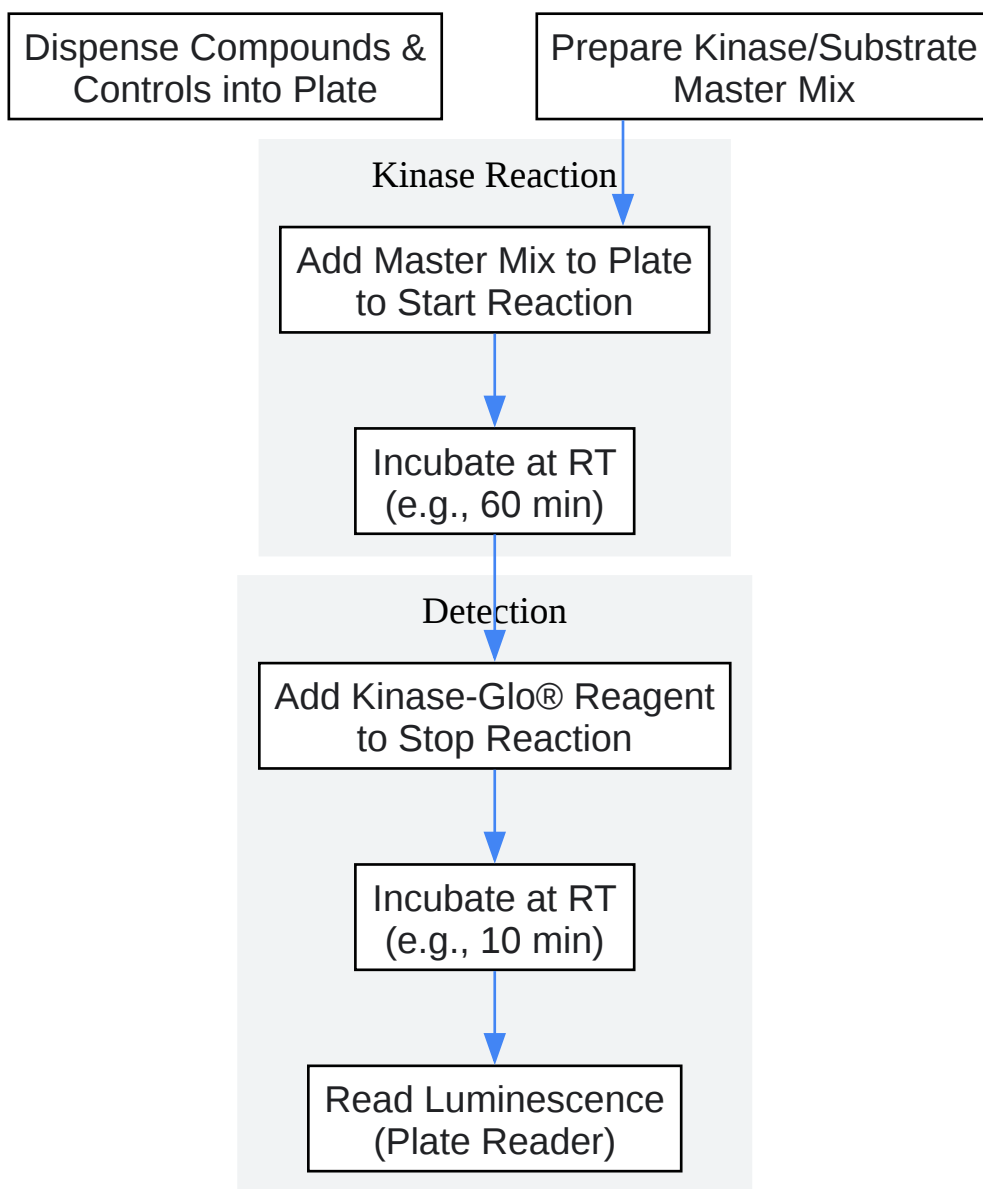 Dispense Compounds &
Controls into Plate
Prepare Kinase/Substrate
Master Mix
Kinase Reaction
Add Master Mix to Plate
to Start Reaction
Incubate at RT
(e.g., 60 min)
Detection
Add Kinase-Glo® Reagent
to Stop Reaction
Incubate at RT
(e.g., 10 min)
Read Luminescence
(Plate Reader)